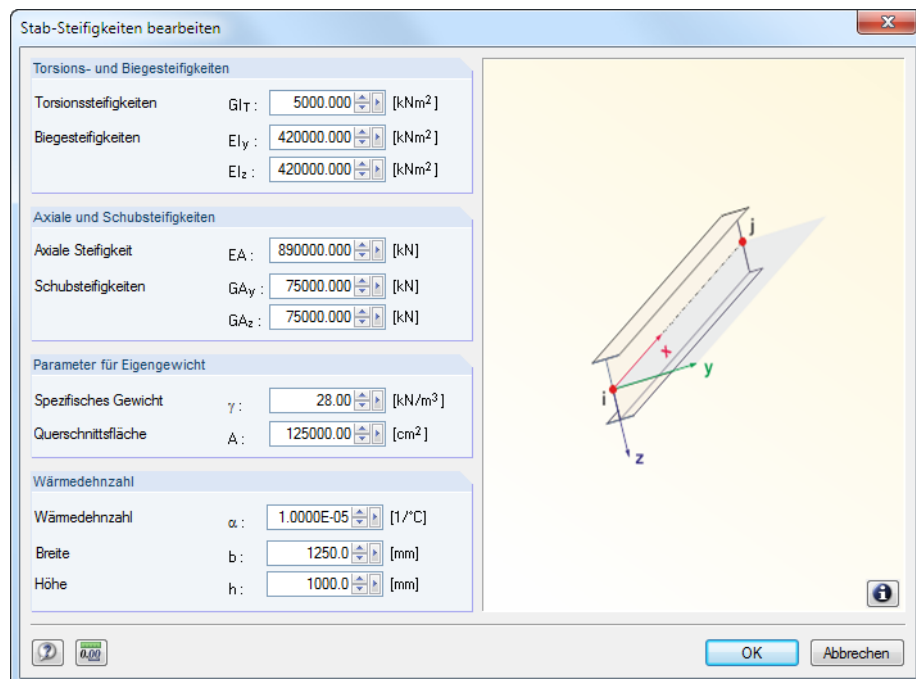 Stab-Steifigkeiten bearbeiten
Torsions- und Biegesteifigkeiten
Torsionssteifigkeiten GIT : 5000.000 [kNm²]
Biegesteifigkeiten EIy : 420000.000 [kNm²]
EIz : 420000.000 [kNm²]
Axiale und Schubsteifigkeiten
Axiale Steifigkeit EA : 890000.000 [kN]
Schubsteifigkeiten GAy : 75000.000 [kN]
GAz : 75000.000 [kN]
Parameter für Eigengewicht
Spezifisches Gewicht γ : 28.00 [kN/m³]
Querschnittsfläche A : 125000.00 [cm²]
Wärmedehnzahl
Wärmedehnzahl α : 1.0000E-05 [1/°C]
Breite b : 1250.0 [mm]
Höhe h : 1000.0 [mm]
j
x
y
i
z
0.00
OK Abbrechen